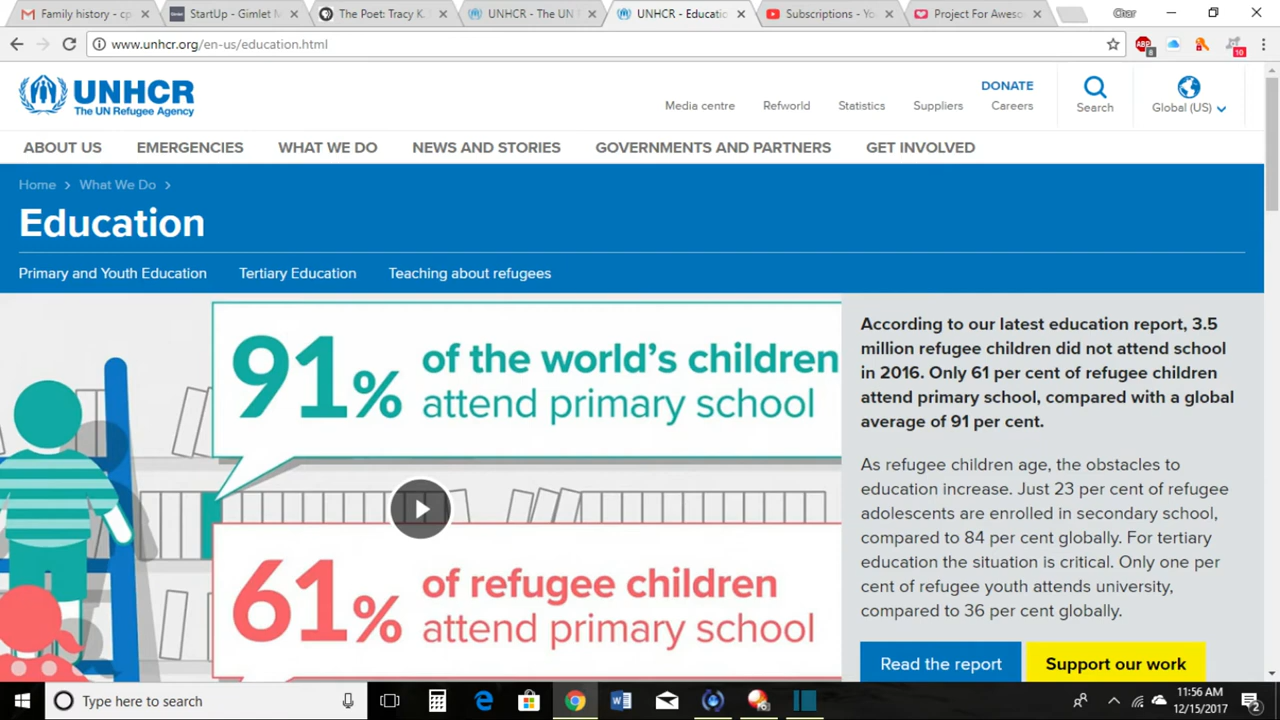 Family history - cp
StartUp - Gimlet M
The Poet: Tracy K.
UNHCR - The UN
UNHCR - Educatio
Subscriptions - Yo
Project For Aweso
Char
www.unhcr.org/en-us/education.html
ABP
8
10
UNHCR
The UN Refugee Agency
DONATE
Media centre Refworld Statistics Suppliers Careers
Search
Global (US)
ABOUT US EMERGENCIES WHAT WE DO NEWS AND STORIES GOVERNMENTS AND PARTNERS GET INVOLVED
Home > What We Do >
Education
Primary and Youth Education Tertiary Education Teaching about refugees
91% of the world's children
attend primary school
61% of refugee children
attend primary school
According to our latest education report, 3.5
million refugee children did not attend school
in 2016. Only 61 per cent of refugee children
attend primary school, compared with a global
average of 91 per cent.
As refugee children age, the obstacles to
education increase. Just 23 per cent of refugee
adolescents are enrolled in secondary school,
compared to 84 per cent globally. For tertiary
education the situation is critical. Only one per
cent of refugee youth attends university,
compared to 36 per cent globally.
Read the report
Support our work
Type here to search
11:56 AM
12/15/2017
2